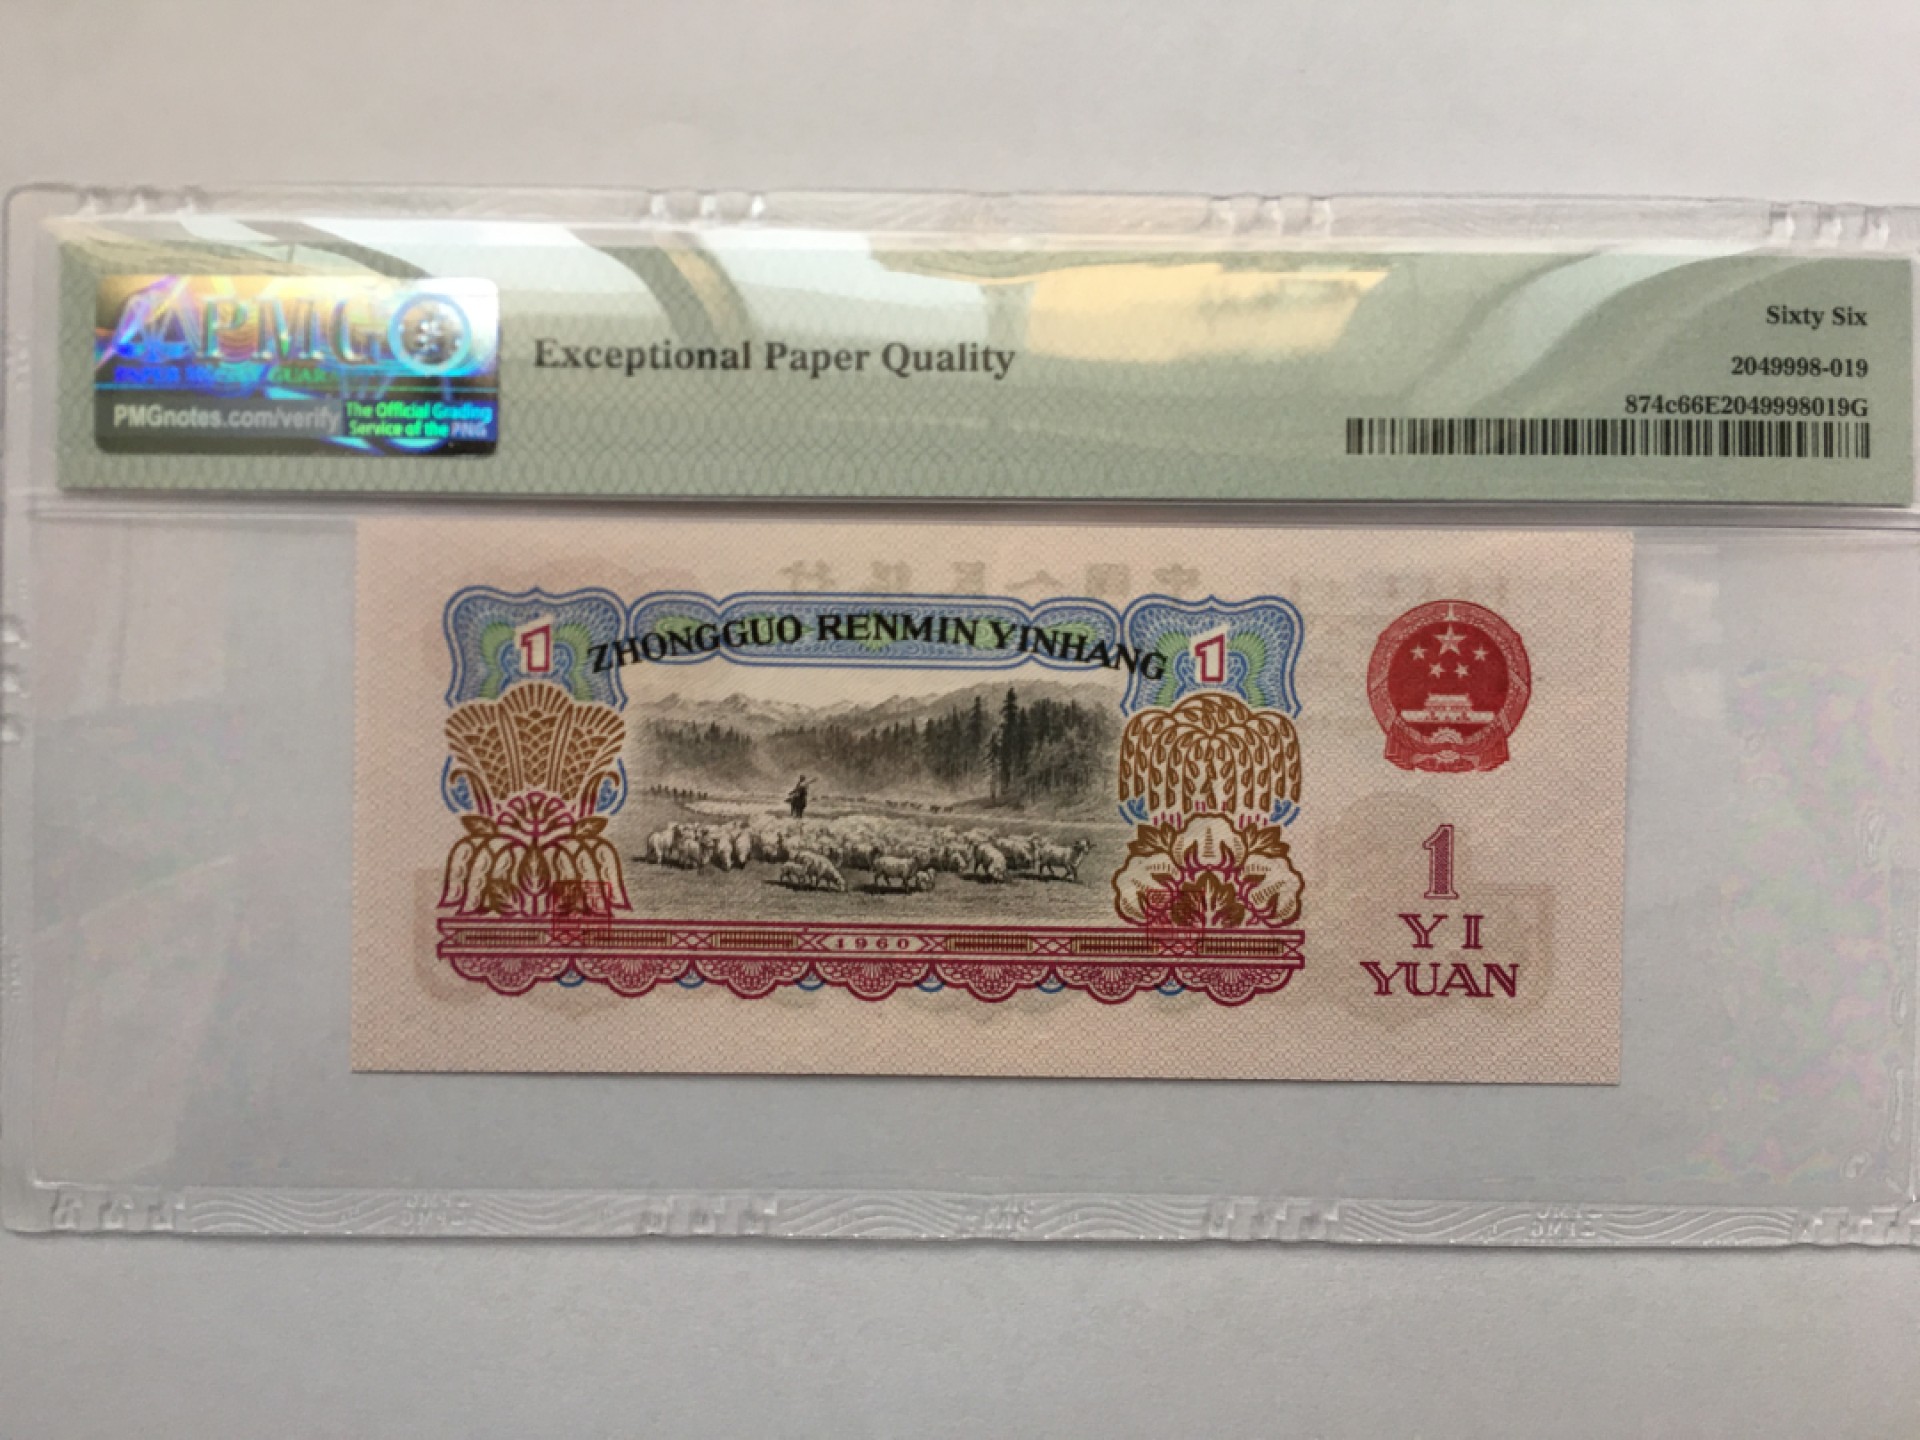 PMG
PMGnotes.com/verify
The Official Grading
Service of the PNG
Exceptional Paper Quality
Sixty Six
2049998-019
874c66E2049998019G
1
ZHONGGUO RENMIN YINHANG
1
1960
1
YI
YUAN